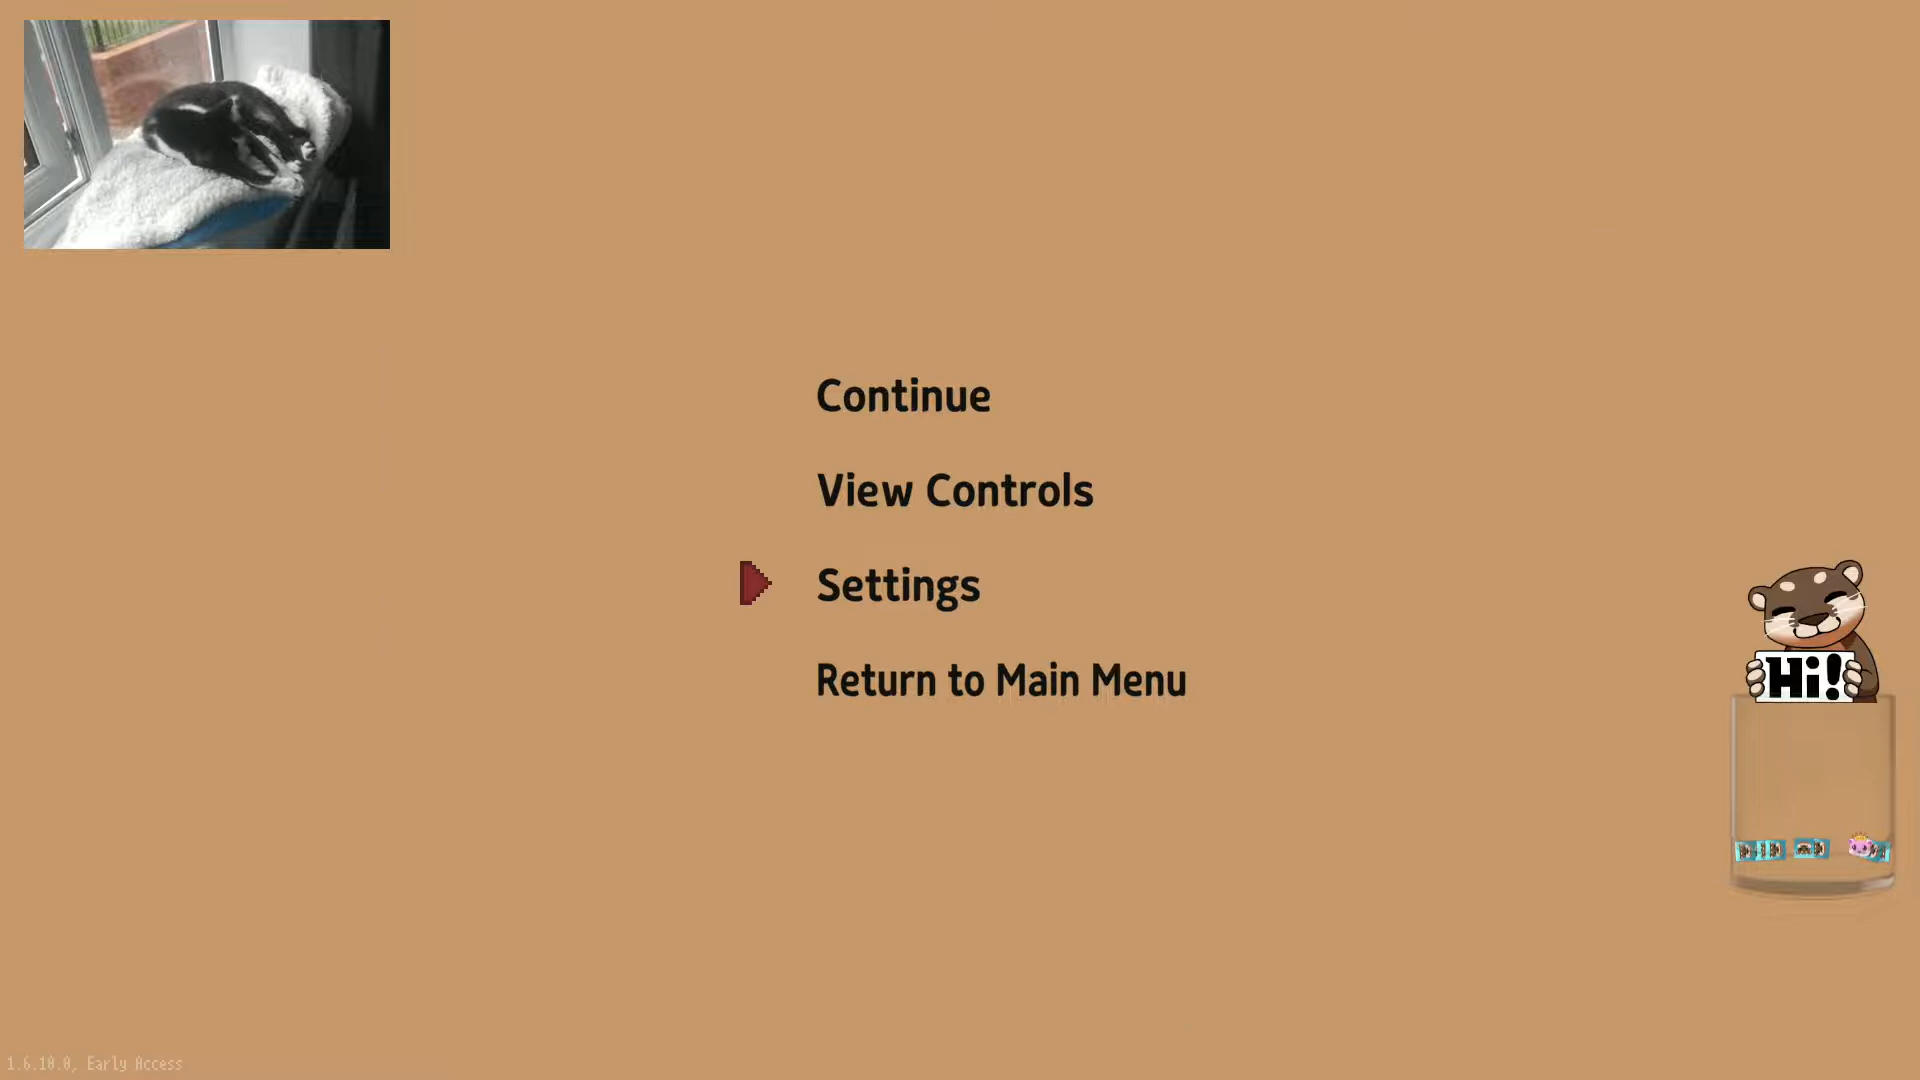 Continue
View Controls
Settings
Hi!
Return to Main Menu
1.6.10.0, Early Access